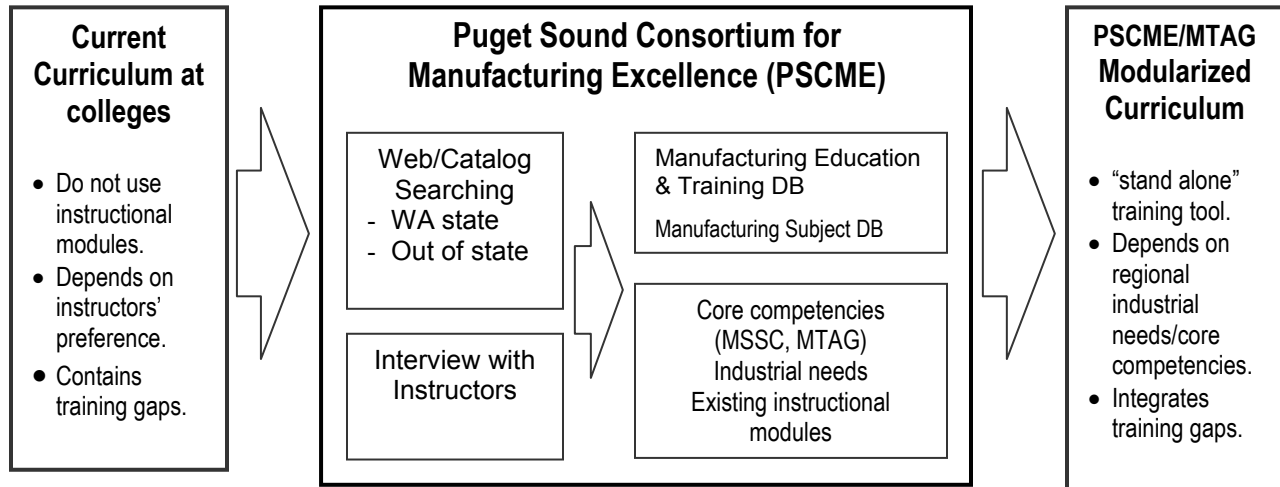 Current
Curriculum at
colleges
• Do not use
instructional
modules.
• Depends on
instructors’
preference.
• Contains
training gaps.
Puget Sound Consortium for
Manufacturing Excellence (PSCME)
Web/Catalog
Searching
- WA state
- Out of state
Interview with
Instructors
Manufacturing Education
& Training DB
Manufacturing Subject DB
Core competencies
(MSSC, MTAG)
Industrial needs
Existing instructional
modules
PSCME/MTAG
Modularized
Curriculum
• “stand alone”
training tool.
• Depends on
regional
industrial
needs/core
competencies.
• Integrates
training gaps.